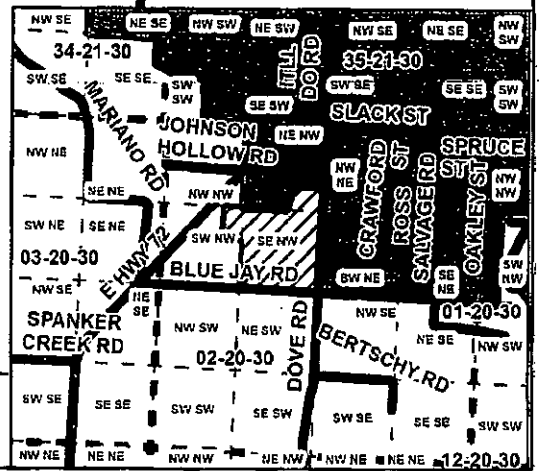 NW SE
NE SE
NW SW
NE SW
NW SE
NE SE
NW
SW
34-21-30
ITLL
DO RD
35-21-30
SW SE
SE SE
SW
SW
SE SW
SW SE
SE SE
SW
SW
MARIANO RD
SLACK ST
JOHNSON
HOLLOW RD
NE NW
NW NE
NW
NE
CRAWFORD
ROSS ST
SALVAGE RD
SPRUCE
ST
OAKLEY ST
NW
NW
NE NE
NW NW
SW NE
SE NE
SW NW
SE NW
SW
NW
03-20-30
E HWY 72
BLUE JAY RD
SW NE
SE
NE
NW SE
NE
SE
01-20-30
SPANKER
CREEK RD
NW SW
NE SW
DOVE RD
NW SE
NE SE
NW SW
BERTSCHY RD
02-20-30
SW SE
SE SE
SW SW
SE SW
SW SE
SE SE
SW SW
NW NE
NE NE
NW NW
NE NW
NW NE
NE NE
12-20-30